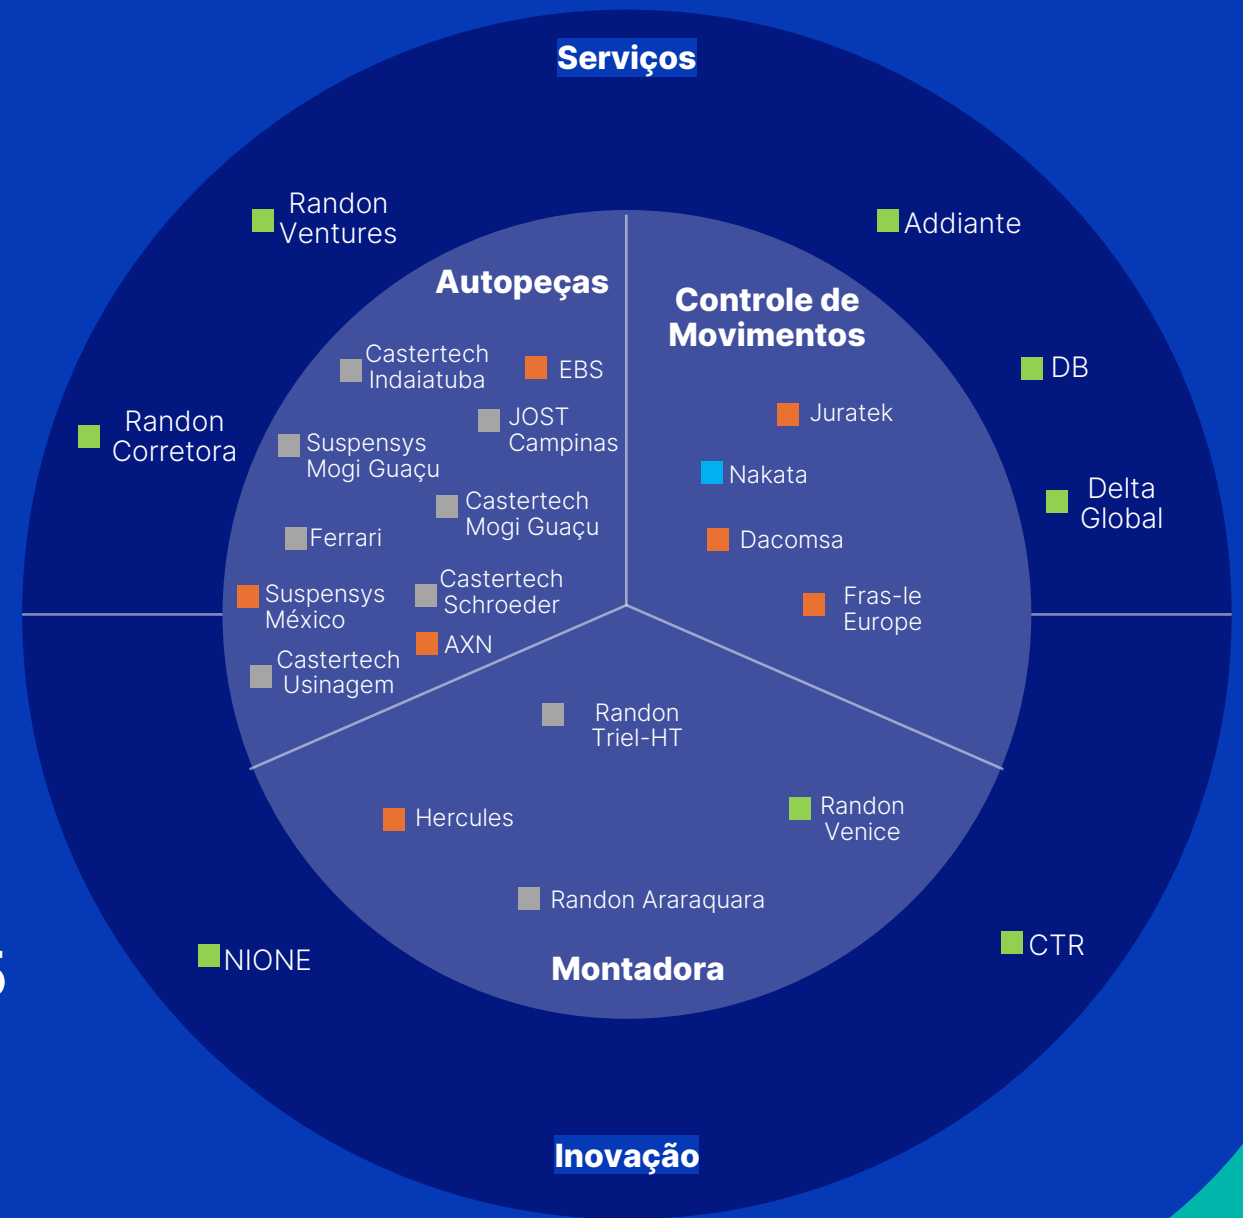 Serviços
Randon
Ventures
Addiante
Autopeças
Controle de
Movimentos
Castertech
Indaiatuba
EBS
DB
JOST
Campinas
Juratek
Randon
Corretora
Suspensys
Mogi Guaçu
Nakata
Castertech
Mogi Guaçu
Delta
Global
Ferrari
Dacomsa
Castertech
Schroeder
Suspensys
México
Fras-le
Europe
AXN
Castertech
Usinagem
Randon
Triel-HT
Hercules
Randon
Venice
Randon Araraquara
NIONE
CTR
Montadora
Inovação